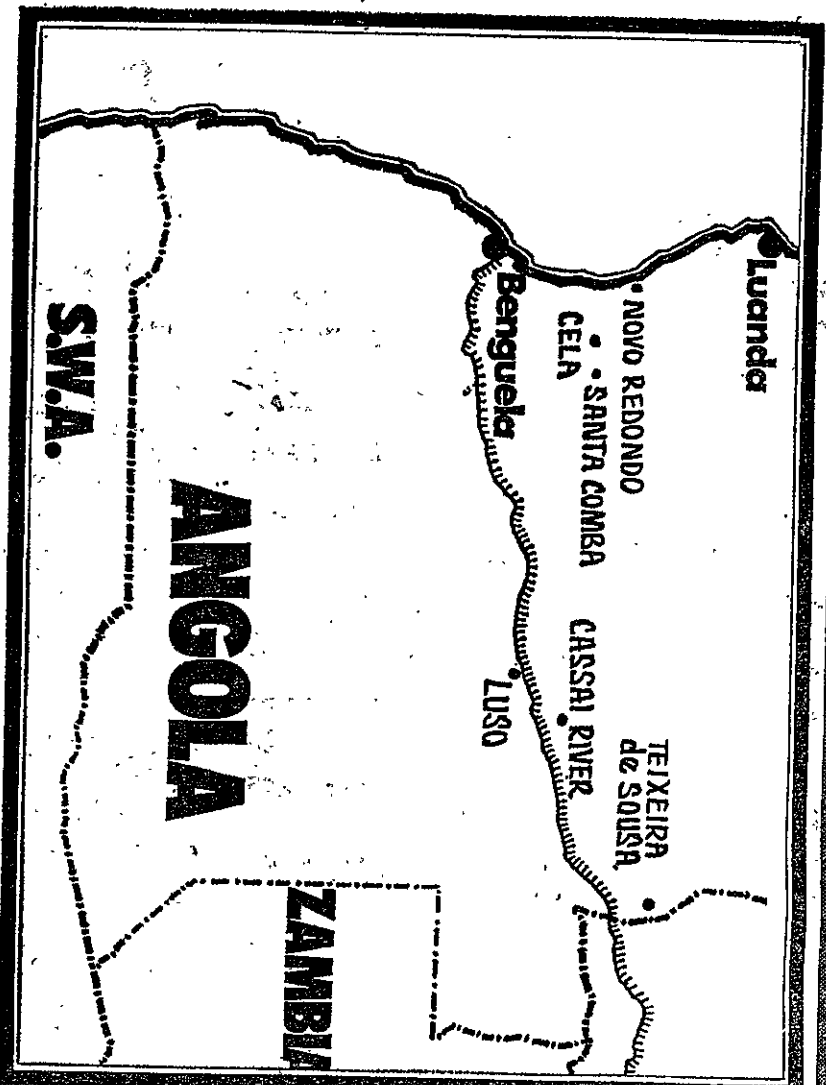 Luanda
NOVO REDONDO
SANTA COMBA
CELA
Benguela
TEIXEIRA
de SOUSA
CASSAI RIVER
LUSO
ANGOLA
ZAMBIA
S.W.A.